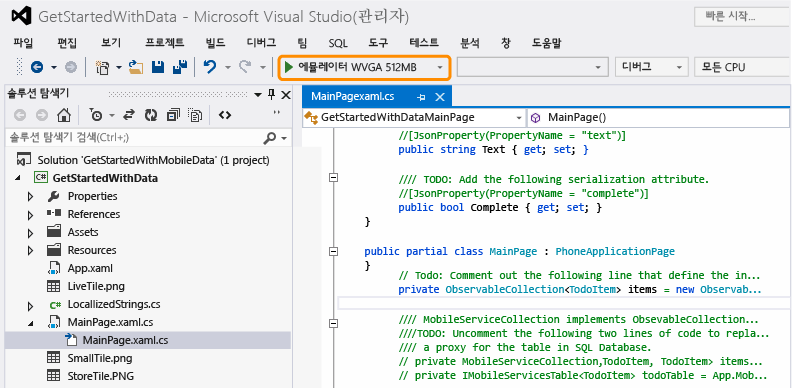 GetStartedWithData - Microsoft Visual Studio(관리자)
빠른 시작...
파일 편집 보기 프로젝트 빌드 디버그 팀 SQL 도구 테스트 분석 창 도움말
에뮬레이터 WVGA 512MB
디버그
모든 CPU
솔루션 탐색기
솔루션 탐색기 검색(Ctrl+;)
Solution 'GetStartedWithMobileData' (1 project)
GetStartedWithData
Properties
References
Assets
Resources
App.xaml
LiveTile.png
LocallizedStrings.cs
MainPage.xaml.cs
MainPage.xaml.cs
SmallTile.png
StoreTile.PNG
MainPagexaml.cs
GetStartedWithDataMainPage
MainPage()
//[JsonProperty(PropertyName = "text")]
public string Text { get; set; }
//// TODO: Add the following serialization attribute.
//[JsonProperty(PropertyName = "complete")]
public bool Complete { get; set; }
}
public partial class MainPage : PhoneApplicationPage
}
// Todo: Comment out the following line that define the in...
private ObservableCollection<TodoItem> items = new Observab...
//// MobileServiceCollection implements ObsevableCollection...
////TODO: Uncomment the following two lines of code to repla...
//// a proxy for the table in SQL Database.
// private MobileServiceCollection,TodoItem, TodoItem> items...
// private IMobileServicesTable<TodoItem> todoTable = App.Mob...